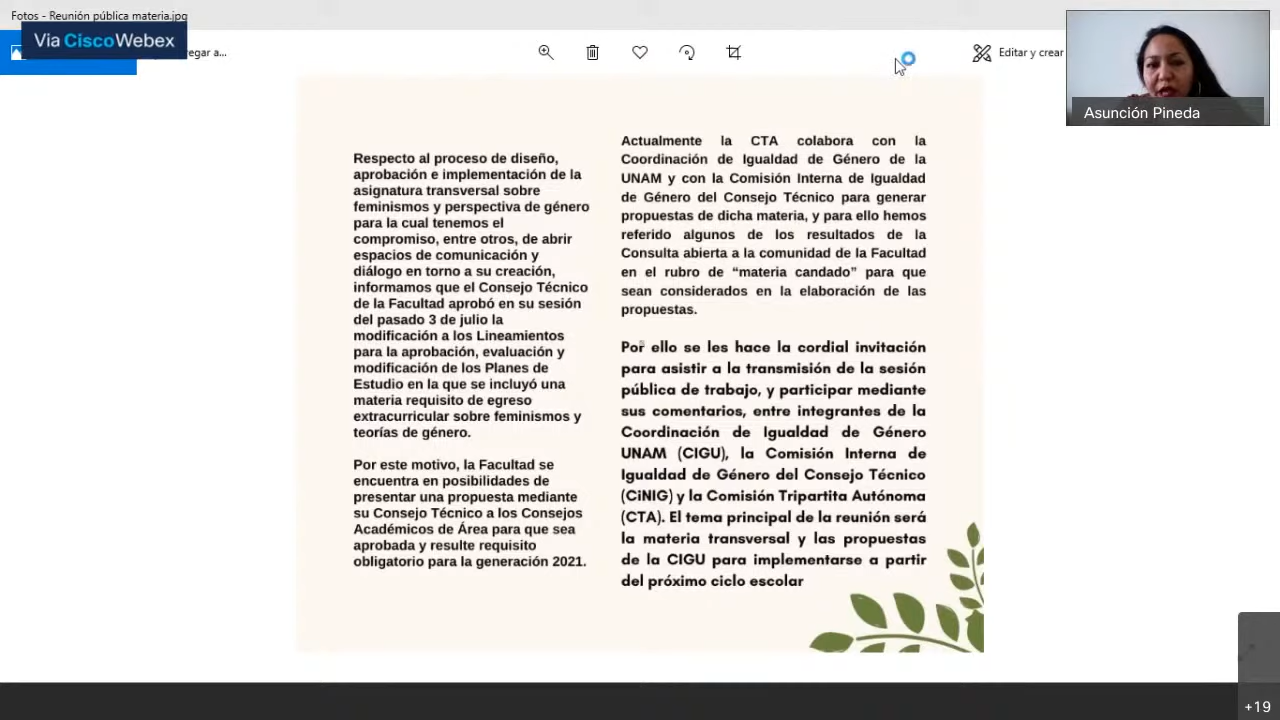 Fotos - Reunión pública materia.jpg
Vía CiscoWebex
egar a...
Editar y crear
Asunción Pineda
Respecto al proceso de diseño,
aprobación e implementación de la
asignatura transversal sobre
feminismos y perspectiva de género
para la cual tenemos el
compromiso, entre otros, de abrir
espacios de comunicación y
diálogo en torno a su creación,
informamos que el Consejo Técnico
de la Facultad aprobó en su sesión
del pasado 3 de julio la
modificación a los Lineamientos
para la aprobación, evaluación y
modificación de los Planes de
Estudio en la que se incluyó una
materia requisito de egreso
extracurricular sobre feminismos y
teorías de género.
Por este motivo, la Facultad se
encuentra en posibilidades de
presentar una propuesta mediante
su Consejo Técnico a los Consejos
Académicos de Área para que sea
aprobada y resulte requisito
obligatorio para la generación 2021.
Actualmente la CTA colabora con la
Coordinación de Igualdad de Género de la
UNAM y con la Comisión Interna de Igualdad
de Género del Consejo Técnico para generar
propuestas de dicha materia, y para ello hemos
referido algunos de los resultados de la
Consulta abierta a la comunidad de la Facultad
en el rubro de “materia candado” para que
sean considerados en la elaboración de las
propuestas.
Por ello se les hace la cordial invitación
para asistir a la transmisión de la sesión
pública de trabajo, y participar mediante
sus comentarios, entre integrantes de la
Coordinación de Igualdad de Género
UNAM (CIGU), la Comisión Interna de
Igualdad de Género del Consejo Técnico
(CiNIG) y la Comisión Tripartita Autónoma
(CTA). El tema principal de la reunión será
la materia transversal y las propuestas
de la CIGU para implementarse a partir
del próximo ciclo escolar
+19